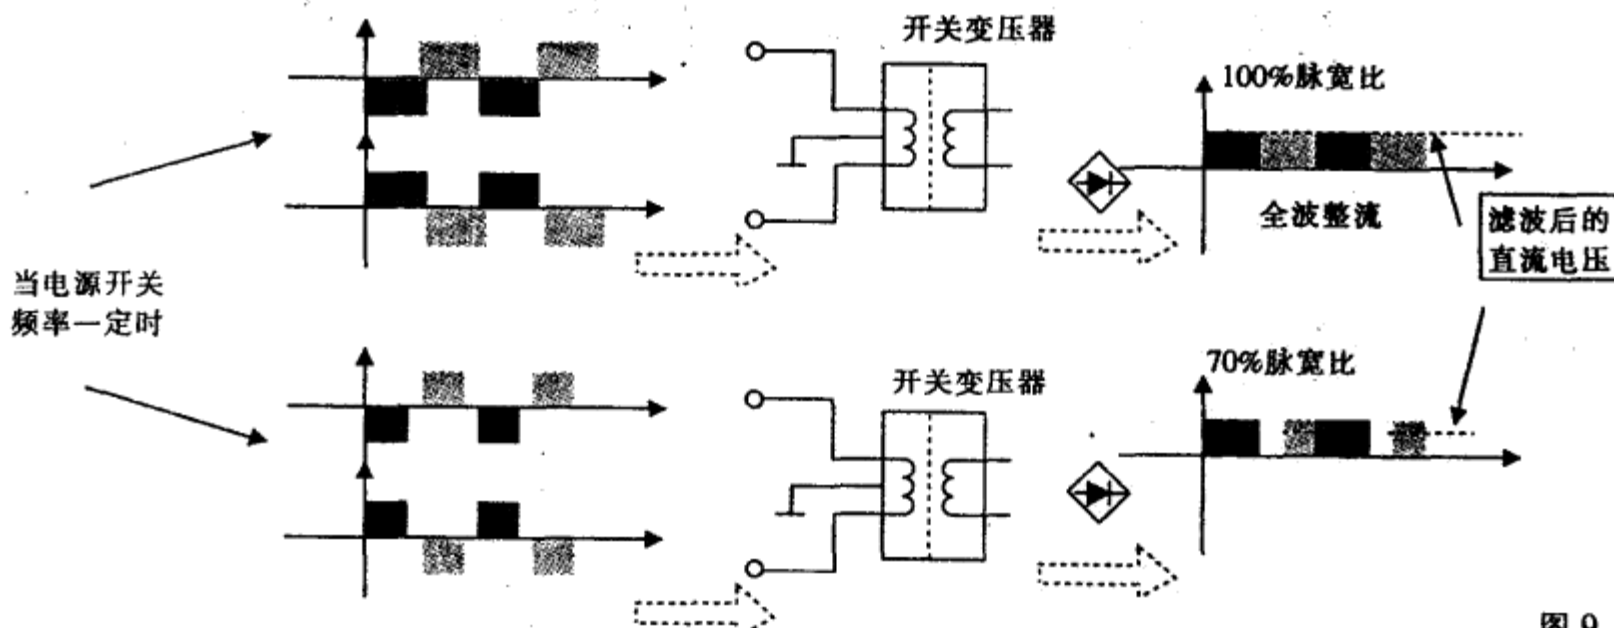 开关变压器
100%脉宽比
全波整流
滤波后的
直流电压
当电源开关
频率一定时
开关变压器
70%脉宽比
图 9